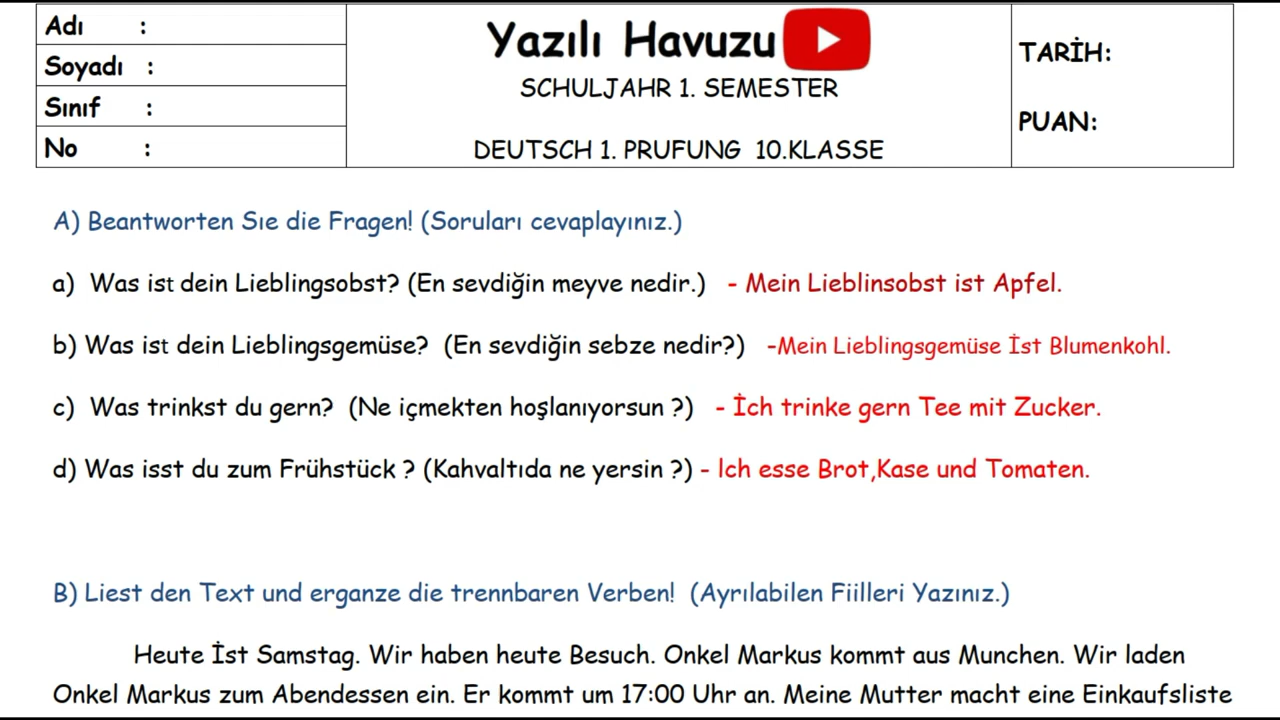 Adı :
Soyadı :
Sınıf :
No :
Yazılı Havuzu
SCHULJAHR 1. SEMESTER
DEUTSCH 1. PRUFUNG 10.KLASSE
TARİH:
PUAN:
A) Beantworten Sıe die Fragen! (Soruları cevaplayınız.)
a) Was ist dein Lieblingsobst? (En sevdiğin meyve nedir.) - Mein Lieblinsobst ist Apfel.
b) Was ist dein Lieblingsgemüse? (En sevdiğin sebze nedir?) -Mein Lieblingsgemüse İst Blumenkohl.
c) Was trinkst du gern? (Ne içmekten hoşlanıyorsun ?) - İch trinke gern Tee mit Zucker.
d) Was isst du zum Frühstück ? (Kahvaltıda ne yersin ?) - Ich esse Brot,Kase und Tomaten.
B) Liest den Text und erganze die trennbaren Verben! (Ayrılabilen Fiilleri Yazınız.)
Heute İst Samstag. Wir haben heute Besuch. Onkel Markus kommt aus Munchen. Wir laden
Onkel Markus zum Abendessen ein. Er kommt um 17:00 Uhr an. Meine Mutter macht eine Einkaufsliste